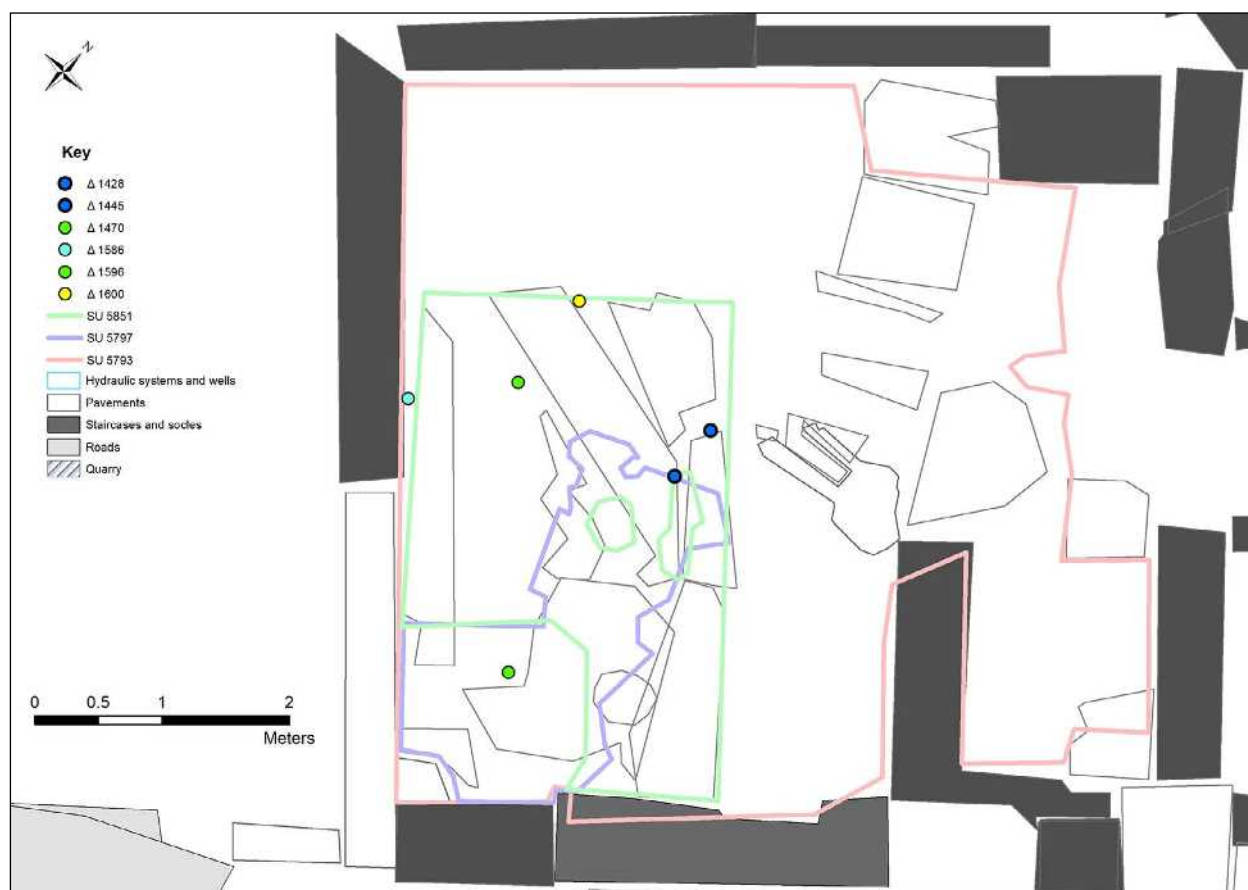 N
Key
Δ 1428
Δ 1445
Δ 1470
Δ 1586
Δ 1596
Δ 1600
SU 5851
SU 5797
SU 5793
Hydraulic systems and wells
Pavements
Staircases and socles
Roads
Quarry
0 0.5 1 2
Meters